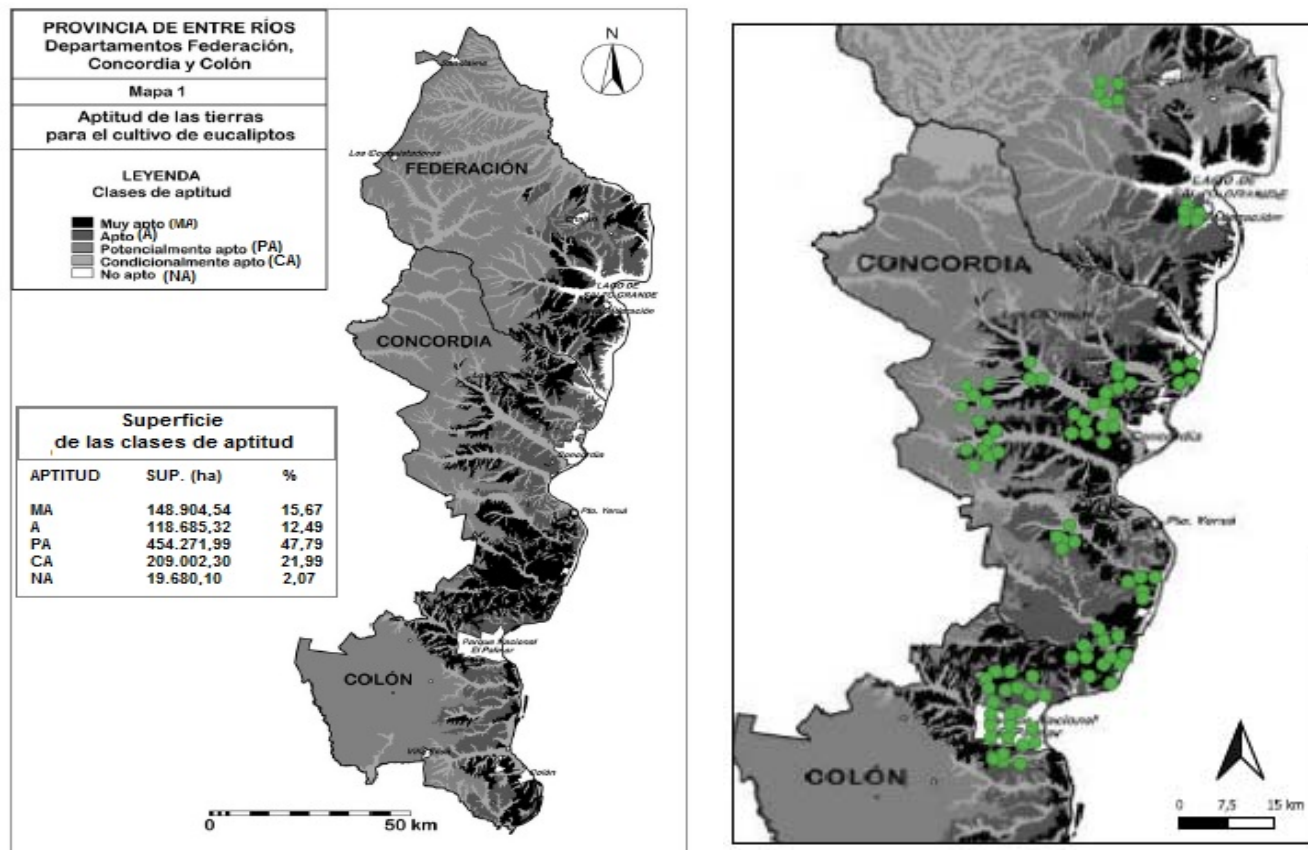 PROVINCIA DE ENTRE RÍOS
Departamentos Federación,
Concordia y Colón
Mapa 1
Aptitud de las tierras
para el cultivo de eucaliptos
LEYENDA
Clases de aptitud
Muy apto (MA)
Apto (A)
Potencialmente apto (PA)
Condicionalmente apto (CA)
No apto (NA)
N
FEDERACIÓN
LAGO DE
CONCORDIA
Concordia
Pto. Yeruá
Parque Nacional
El Palmar
COLÓN
Colón
0 50 km
Superficie
de las clases de aptitud
APTITUD SUP. (ha) %
MA 148.904,54 15,67
A 118.685,32 12,49
PA 454.271,99 47,79
CA 209.002,30 21,99
NA 19.680,10 2,07
LAGO DE
CONCORDIA
Concordia
Pto. Yeruá
Nacional
COLÓN
0 7,5 15 km